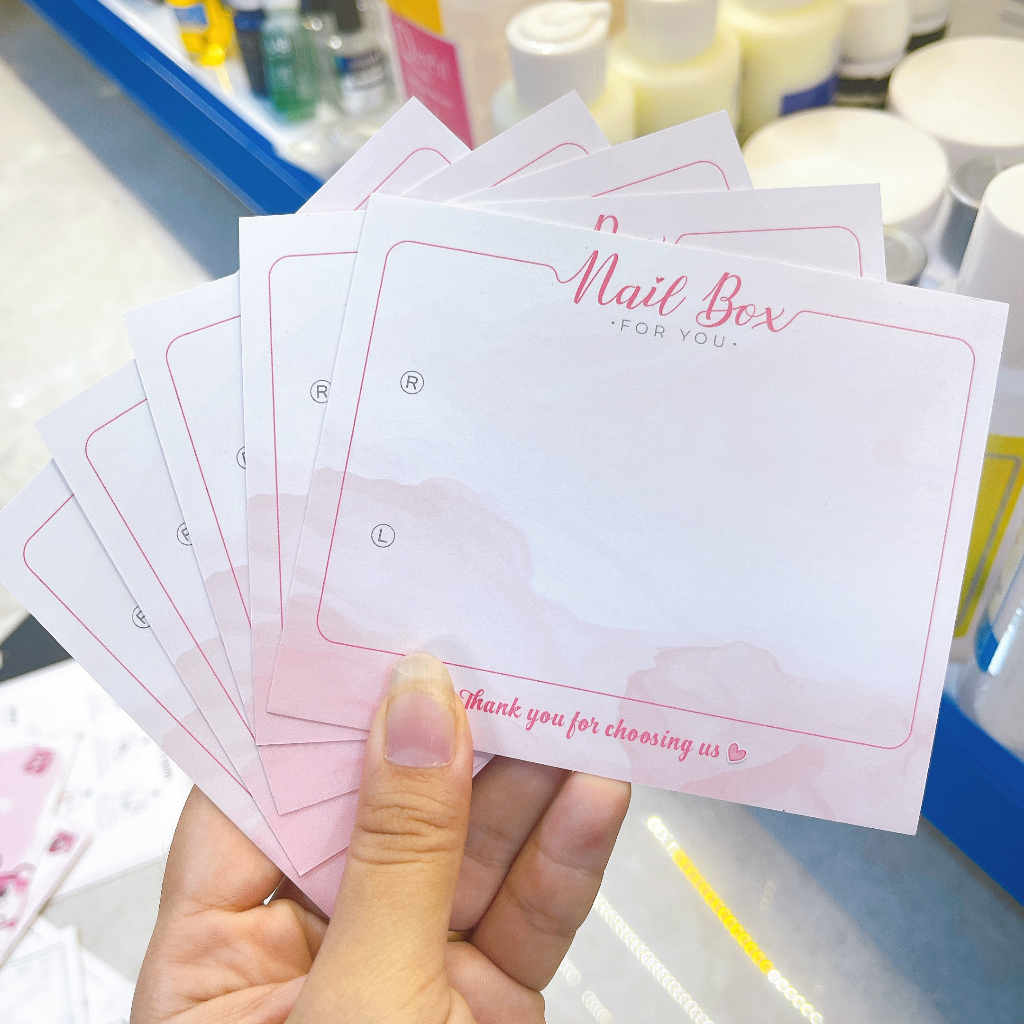 Nail Box
·FOR YOU·
R
L
Thank you for choosing us
R